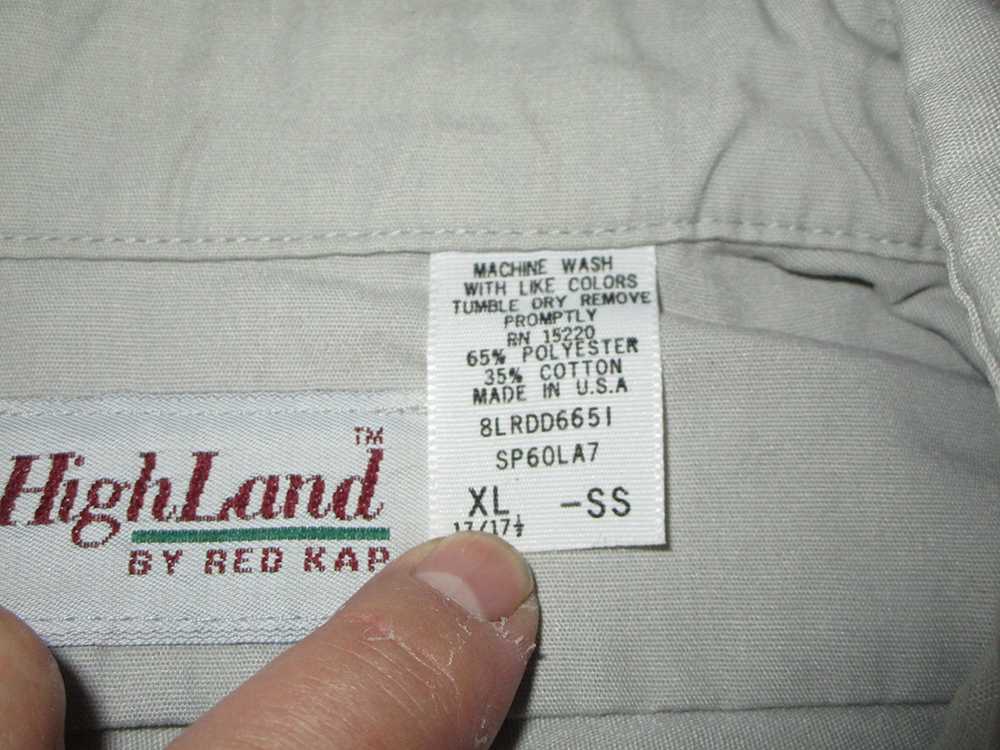 MACHINE WASH
WITH LIKE COLORS
TUMBLE DRY REMOVE
PROMPTLY
RN 15220
65% POLYESTER
35% COTTON
MADE IN U.S.A
8LRDD6651
SP60LA7
XL -SS
17/17½
HighLand™
BY RED KAP